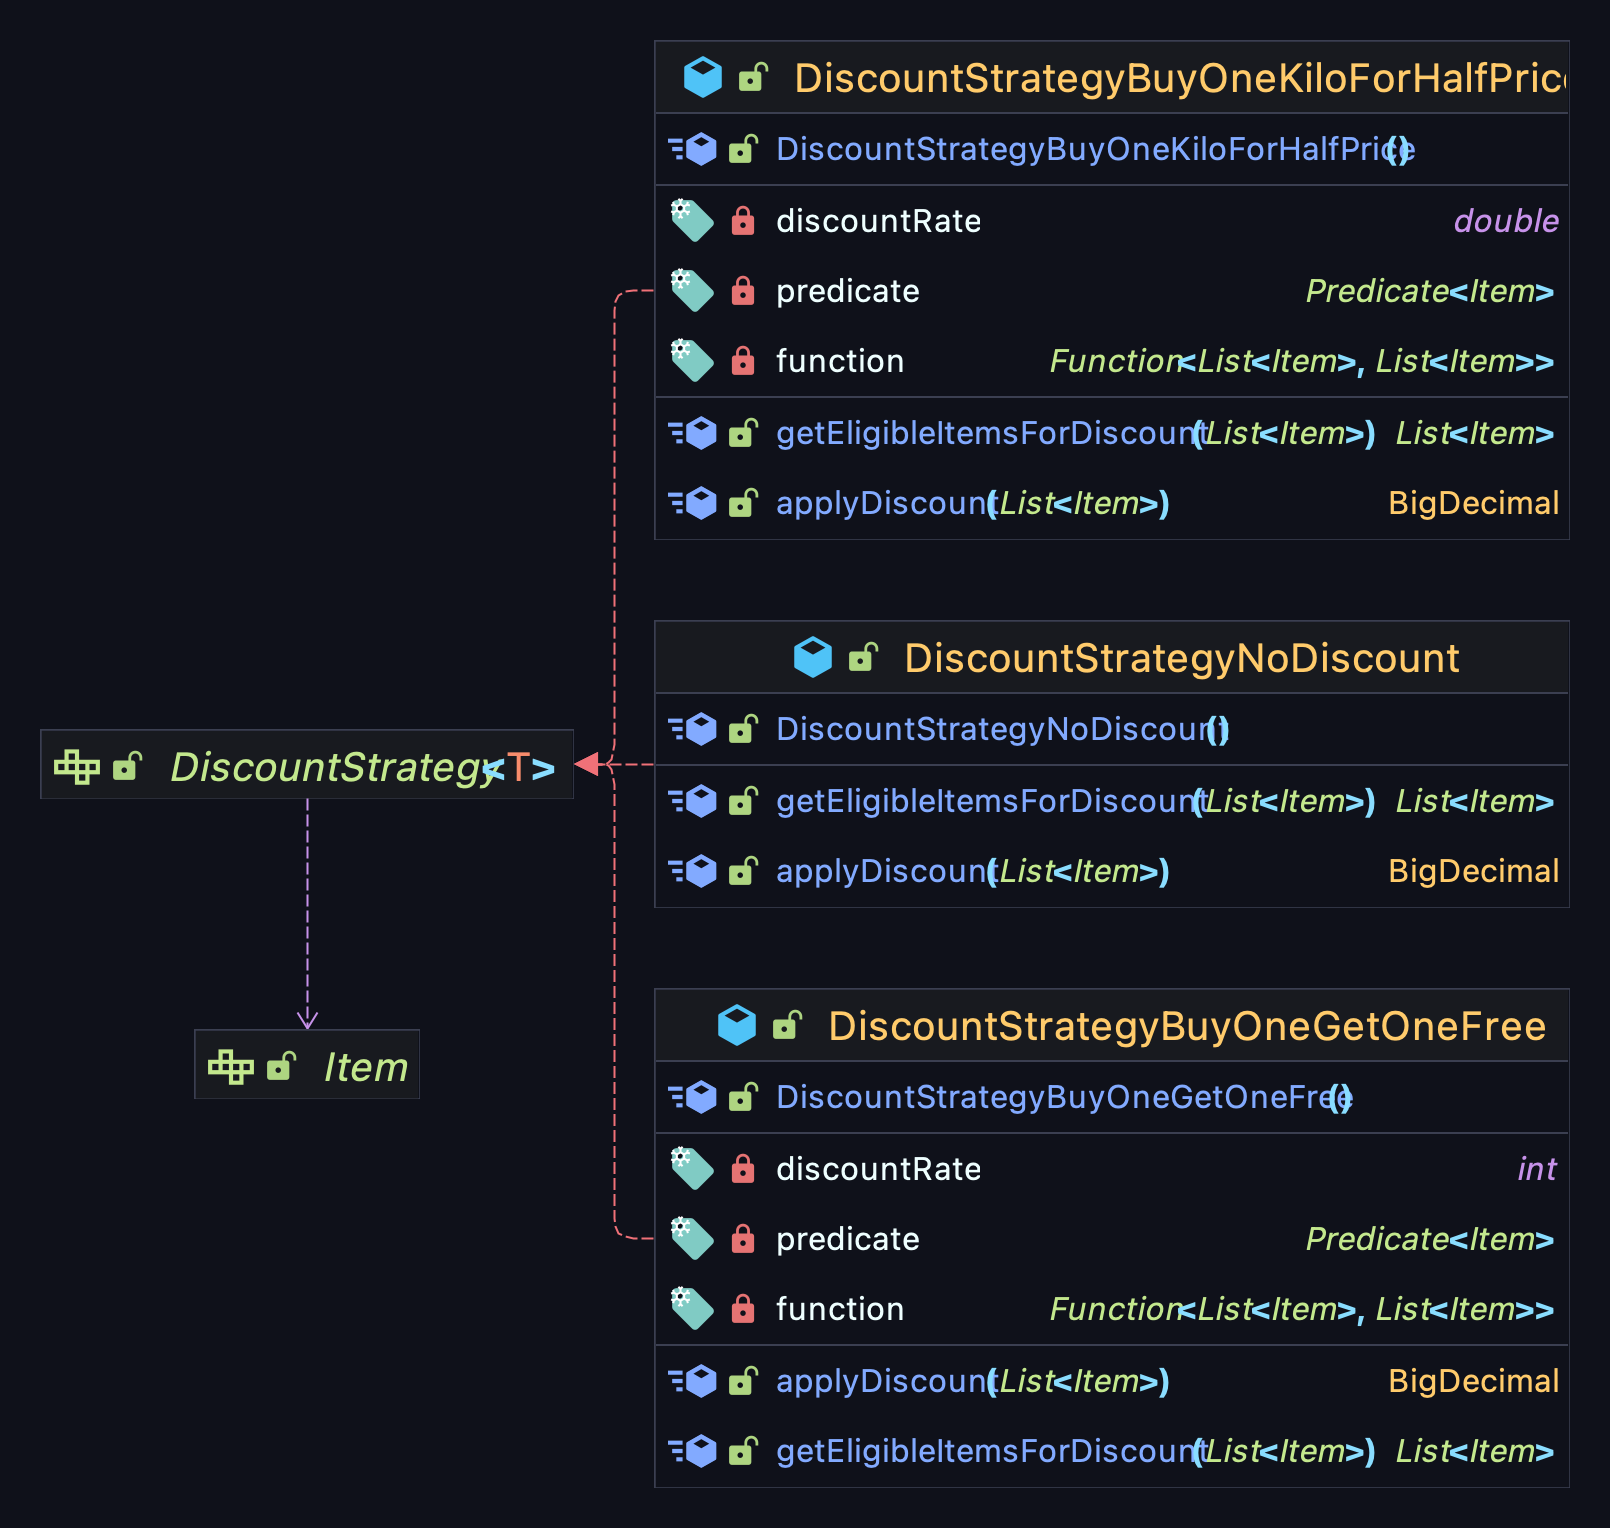 DiscountStrategyBuyOneKiloForHalfPrice
DiscountStrategyBuyOneKiloForHalfPrice()
discountRate double
predicate Predicate<Item>
function Function<List<Item>, List<Item>>
getEligibleItemsForDiscount(List<Item>) List<Item>
applyDiscount(List<Item>) BigDecimal
DiscountStrategyNoDiscount
DiscountStrategyNoDiscount()
getEligibleItemsForDiscount(List<Item>) List<Item>
applyDiscount(List<Item>) BigDecimal
DiscountStrategy<T>
Item
DiscountStrategyBuyOneGetOneFree
DiscountStrategyBuyOneGetOneFree()
discountRate int
predicate Predicate<Item>
function Function<List<Item>, List<Item>>
applyDiscount(List<Item>) BigDecimal
getEligibleItemsForDiscount(List<Item>) List<Item>